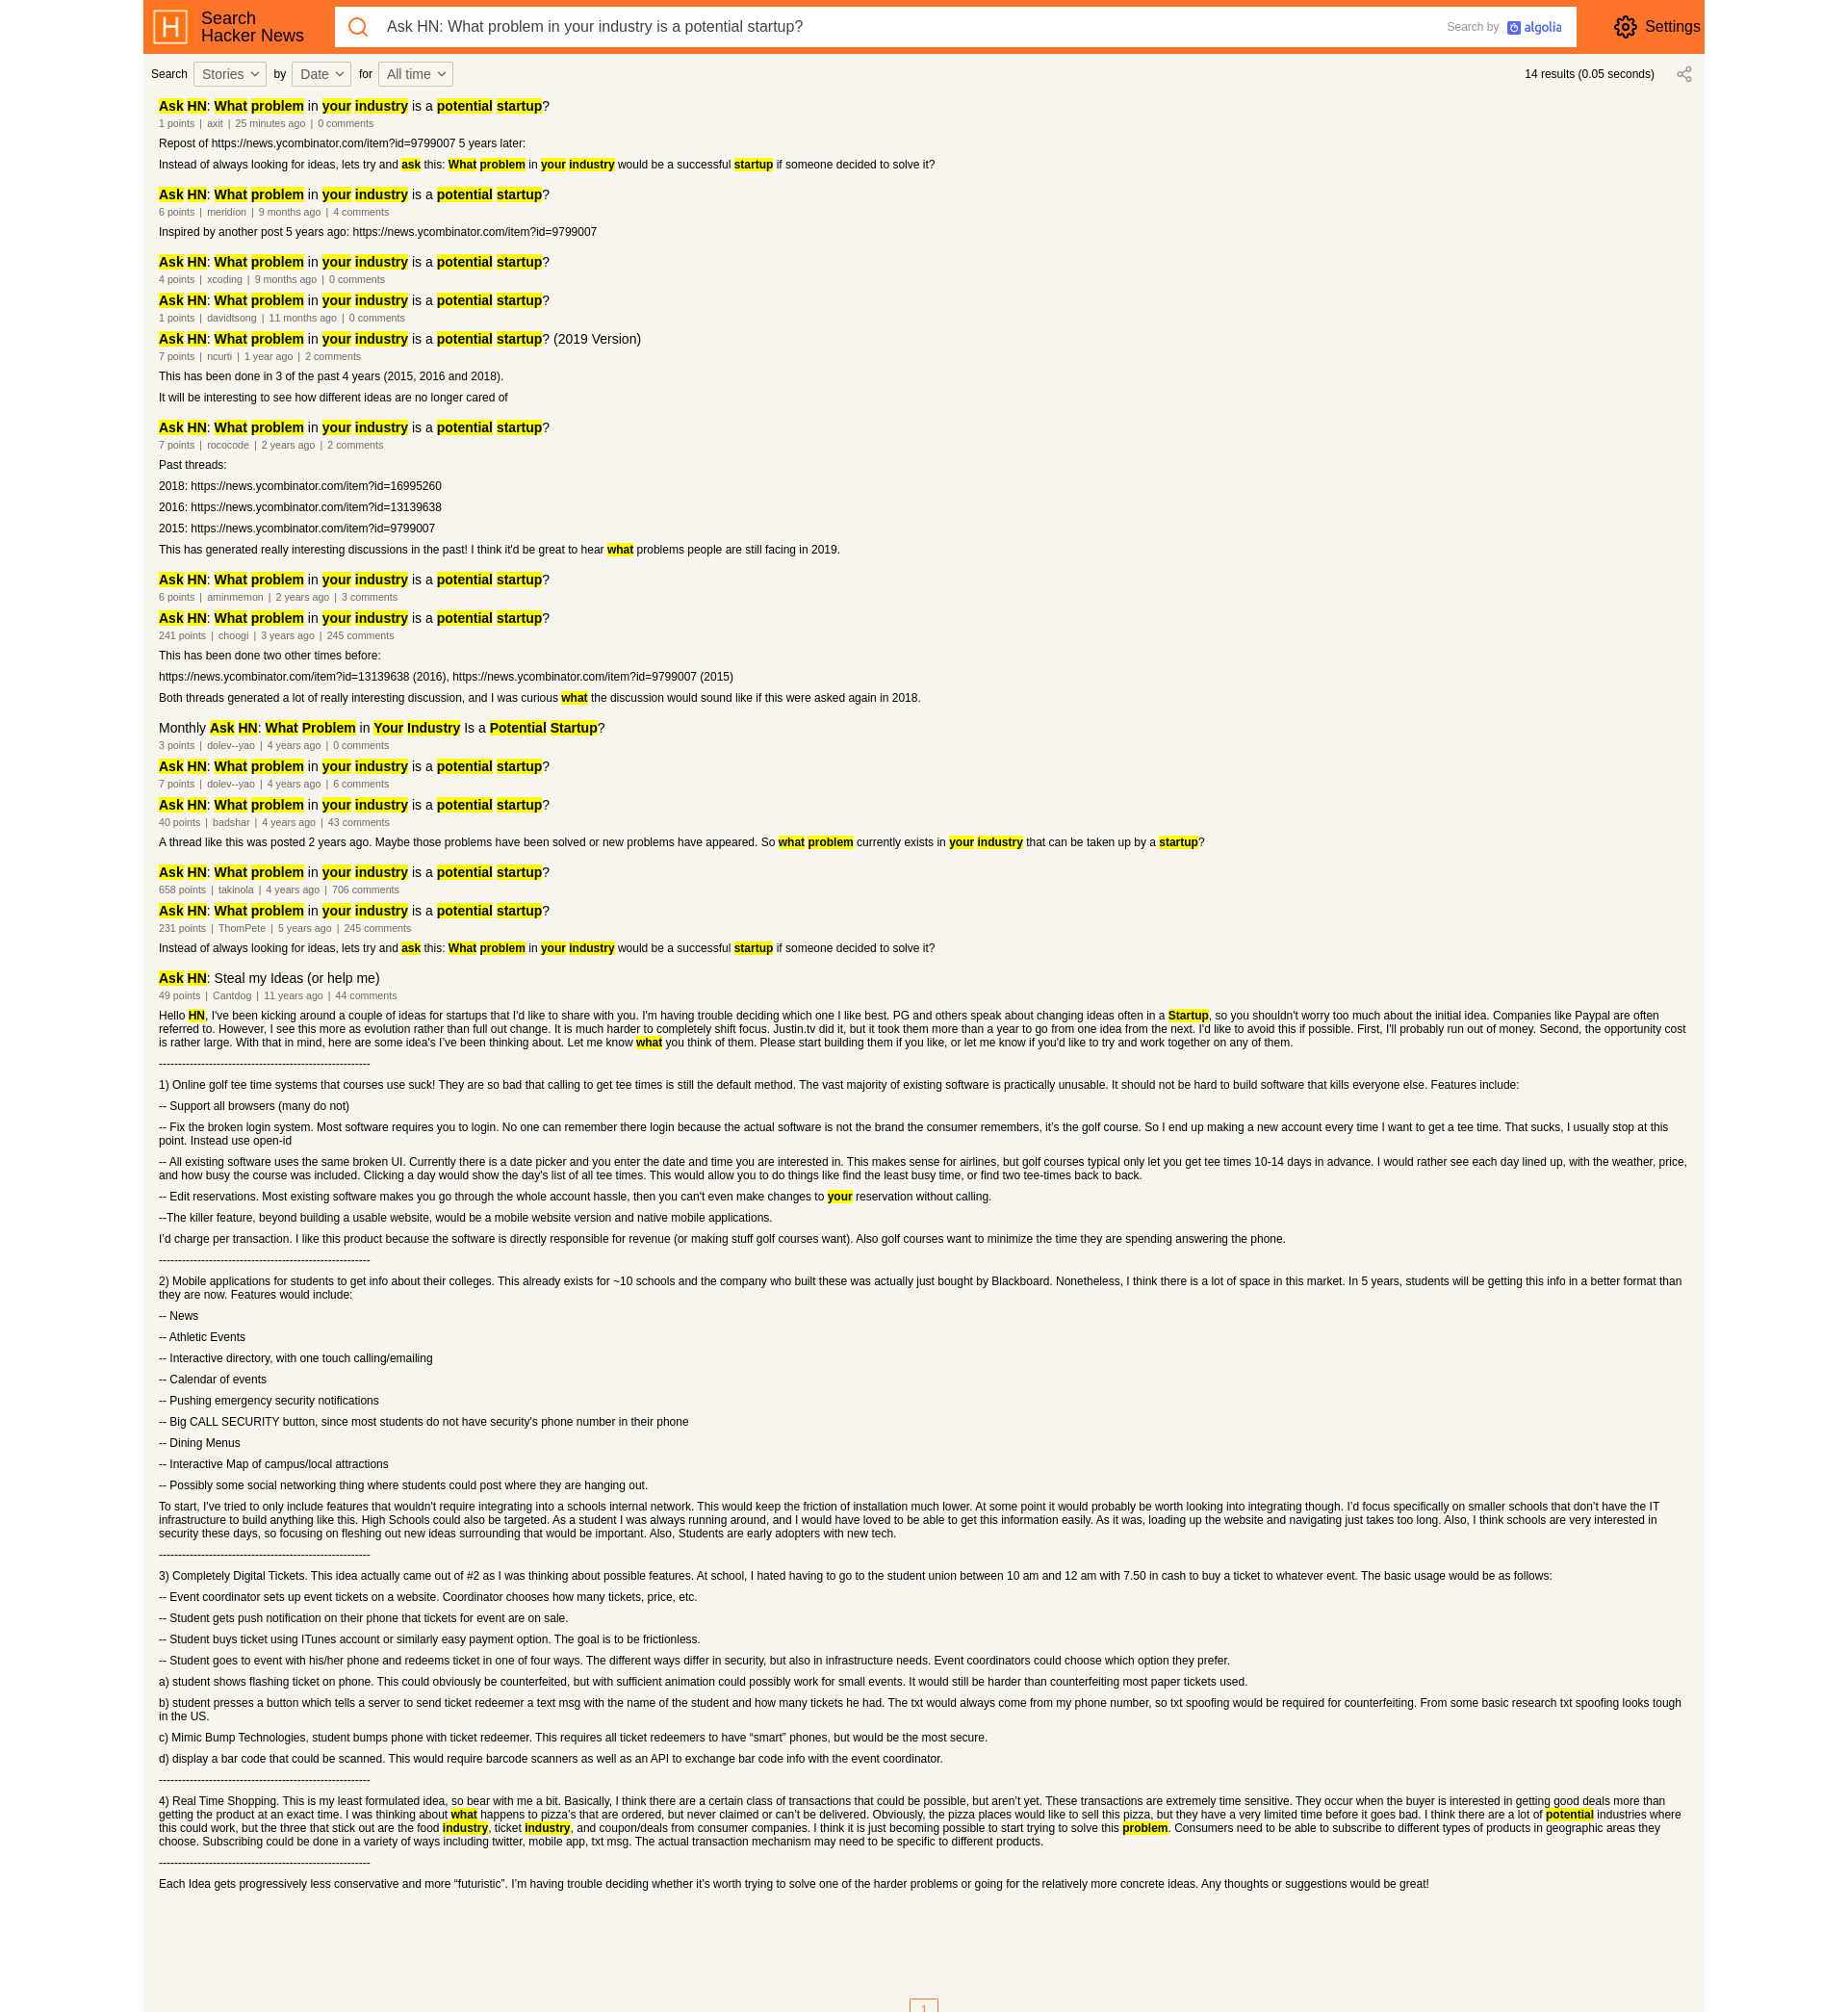 H
Search
Hacker News
Ask HN: What problem in your industry is a potential startup?
Search by algolia
Settings
Search Stories by Date for All time
14 results (0.05 seconds)
Ask HN: What problem in your industry is a potential startup?
1 points | axit | 25 minutes ago | 0 comments
Repost of https://news.ycombinator.com/item?id=9799007 5 years later:
Instead of always looking for ideas, lets try and ask this: What problem in your industry would be a successful startup if someone decided to solve it?
Ask HN: What problem in your industry is a potential startup?
6 points | meridion | 9 months ago | 4 comments
Inspired by another post 5 years ago: https://news.ycombinator.com/item?id=9799007
Ask HN: What problem in your industry is a potential startup?
4 points | xcoding | 9 months ago | 0 comments
Ask HN: What problem in your industry is a potential startup?
1 points | davidtsong | 11 months ago | 0 comments
Ask HN: What problem in your industry is a potential startup? (2019 Version)
7 points | ncurti | 1 year ago | 2 comments
This has been done in 3 of the past 4 years (2015, 2016 and 2018).
It will be interesting to see how different ideas are no longer cared of
Ask HN: What problem in your industry is a potential startup?
7 points | rococode | 2 years ago | 2 comments
Past threads:
2018: https://news.ycombinator.com/item?id=16995260
2016: https://news.ycombinator.com/item?id=13139638
2015: https://news.ycombinator.com/item?id=9799007
This has generated really interesting discussions in the past! I think it'd be great to hear what problems people are still facing in 2019.
Ask HN: What problem in your industry is a potential startup?
6 points | aminmemon | 2 years ago | 3 comments
Ask HN: What problem in your industry is a potential startup?
241 points | choogi | 3 years ago | 245 comments
This has been done two other times before:
https://news.ycombinator.com/item?id=13139638 (2016), https://news.ycombinator.com/item?id=9799007 (2015)
Both threads generated a lot of really interesting discussion, and I was curious what the discussion would sound like if this were asked again in 2018.
Monthly Ask HN: What Problem in Your Industry Is a Potential Startup?
3 points | dolev--yao | 4 years ago | 0 comments
Ask HN: What problem in your industry is a potential startup?
7 points | dolev--yao | 4 years ago | 6 comments
Ask HN: What problem in your industry is a potential startup?
40 points | badshar | 4 years ago | 43 comments
A thread like this was posted 2 years ago. Maybe those problems have been solved or new problems have appeared. So what problem currently exists in your industry that can be taken up by a startup?
Ask HN: What problem in your industry is a potential startup?
658 points | takinola | 4 years ago | 706 comments
Ask HN: What problem in your industry is a potential startup?
231 points | ThomPete | 5 years ago | 245 comments
Instead of always looking for ideas, lets try and ask this: What problem in your industry would be a successful startup if someone decided to solve it?
Ask HN: Steal my Ideas (or help me)
49 points | Cantdog | 11 years ago | 44 comments
Hello HN, I've been kicking around a couple of ideas for startups that I'd like to share with you. I'm having trouble deciding which one I like best. PG and others speak about changing ideas often in a Startup, so you shouldn't worry too much about the initial idea. Companies like Paypal are often
referred to. However, I see this more as evolution rather than full out change. It is much harder to completely shift focus. Justin.tv did it, but it took them more than a year to go from one idea from the next. I'd like to avoid this if possible. First, I'll probably run out of money. Second, the opportunity cost
is rather large. With that in mind, here are some idea's I've been thinking about. Let me know what you think of them. Please start building them if you like, or let me know if you'd like to try and work together on any of them.
-------------------------------------------------------
1) Online golf tee time systems that courses use suck! They are so bad that calling to get tee times is still the default method. The vast majority of existing software is practically unusable. It should not be hard to build software that kills everyone else. Features include:
-- Support all browsers (many do not)
-- Fix the broken login system. Most software requires you to login. No one can remember there login because the actual software is not the brand the consumer remembers, it's the golf course. So I end up making a new account every time I want to get a tee time. That sucks, I usually stop at this
point. Instead use open-id
-- All existing software uses the same broken UI. Currently there is a date picker and you enter the date and time you are interested in. This makes sense for airlines, but golf courses typical only let you get tee times 10-14 days in advance. I would rather see each day lined up, with the weather, price,
and how busy the course was included. Clicking a day would show the day's list of all tee times. This would allow you to do things like find the least busy time, or find two tee-times back to back.
-- Edit reservations. Most existing software makes you go through the whole account hassle, then you can't even make changes to your reservation without calling.
--The killer feature, beyond building a usable website, would be a mobile website version and native mobile applications.
I'd charge per transaction. I like this product because the software is directly responsible for revenue (or making stuff golf courses want). Also golf courses want to minimize the time they are spending answering the phone.
-------------------------------------------------------
2) Mobile applications for students to get info about their colleges. This already exists for ~10 schools and the company who built these was actually just bought by Blackboard. Nonetheless, I think there is a lot of space in this market. In 5 years, students will be getting this info in a better format than
they are now. Features would include:
-- News
-- Athletic Events
-- Interactive directory, with one touch calling/emailing
-- Calendar of events
-- Pushing emergency security notifications
-- Big CALL SECURITY button, since most students do not have security's phone number in their phone
-- Dining Menus
-- Interactive Map of campus/local attractions
-- Possibly some social networking thing where students could post where they are hanging out.
To start, I've tried to only include features that wouldn't require integrating into a schools internal network. This would keep the friction of installation much lower. At some point it would probably be worth looking into integrating though. I'd focus specifically on smaller schools that don't have the IT
infrastructure to build anything like this. High Schools could also be targeted. As a student I was always running around, and I would have loved to be able to get this information easily. As it was, loading up the website and navigating just takes too long. Also, I think schools are very interested in
security these days, so focusing on fleshing out new ideas surrounding that would be important. Also, Students are early adopters with new tech.
-------------------------------------------------------
3) Completely Digital Tickets. This idea actually came out of #2 as I was thinking about possible features. At school, I hated having to go to the student union between 10 am and 12 am with 7.50 in cash to buy a ticket to whatever event. The basic usage would be as follows:
-- Event coordinator sets up event tickets on a website. Coordinator chooses how many tickets, price, etc.
-- Student gets push notification on their phone that tickets for event are on sale.
-- Student buys ticket using ITunes account or similarly easy payment option. The goal is to be frictionless.
-- Student goes to event with his/her phone and redeems ticket in one of four ways. The different ways differ in security, but also in infrastructure needs. Event coordinators could choose which option they prefer.
a) student shows flashing ticket on phone. This could obviously be counterfeited, but with sufficient animation could possibly work for small events. It would still be harder than counterfeiting most paper tickets used.
b) student presses a button which tells a server to send ticket redeemer a text msg with the name of the student and how many tickets he had. The txt would always come from my phone number, so txt spoofing would be required for counterfeiting. From some basic research txt spoofing looks tough
in the US.
c) Mimic Bump Technologies, student bumps phone with ticket redeemer. This requires all ticket redeemers to have “smart” phones, but would be the most secure.
d) display a bar code that could be scanned. This would require barcode scanners as well as an API to exchange bar code info with the event coordinator.
-------------------------------------------------------
4) Real Time Shopping. This is my least formulated idea, so bear with me a bit. Basically, I think there are a certain class of transactions that could be possible, but aren’t yet. These transactions are extremely time sensitive. They occur when the buyer is interested in getting good deals more than
getting the product at an exact time. I was thinking about what happens to pizza’s that are ordered, but never claimed or can’t be delivered. Obviously, the pizza places would like to sell this pizza, but they have a very limited time before it goes bad. I think there are a lot of potential industries where
this could work, but the three that stick out are the food industry, ticket industry, and coupon/deals from consumer companies. I think it is just becoming possible to start trying to solve this problem. Consumers need to be able to subscribe to different types of products in geographic areas they
choose. Subscribing could be done in a variety of ways including twitter, mobile app, txt msg. The actual transaction mechanism may need to be specific to different products.
-------------------------------------------------------
Each Idea gets progressively less conservative and more “futuristic”. I’m having trouble deciding whether it’s worth trying to solve one of the harder problems or going for the relatively more concrete ideas. Any thoughts or suggestions would be great!
1